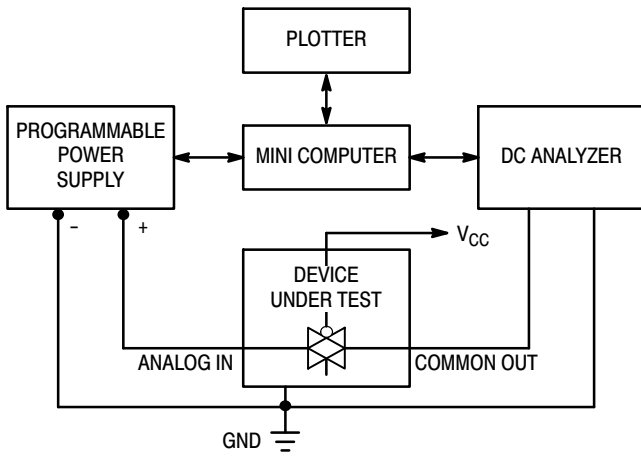 PLOTTER
PROGRAMMABLE
POWER
SUPPLY
MINI COMPUTER
DC ANALYZER
– +
VCC
DEVICE
UNDER TEST
ANALOG IN
COMMON OUT
GND